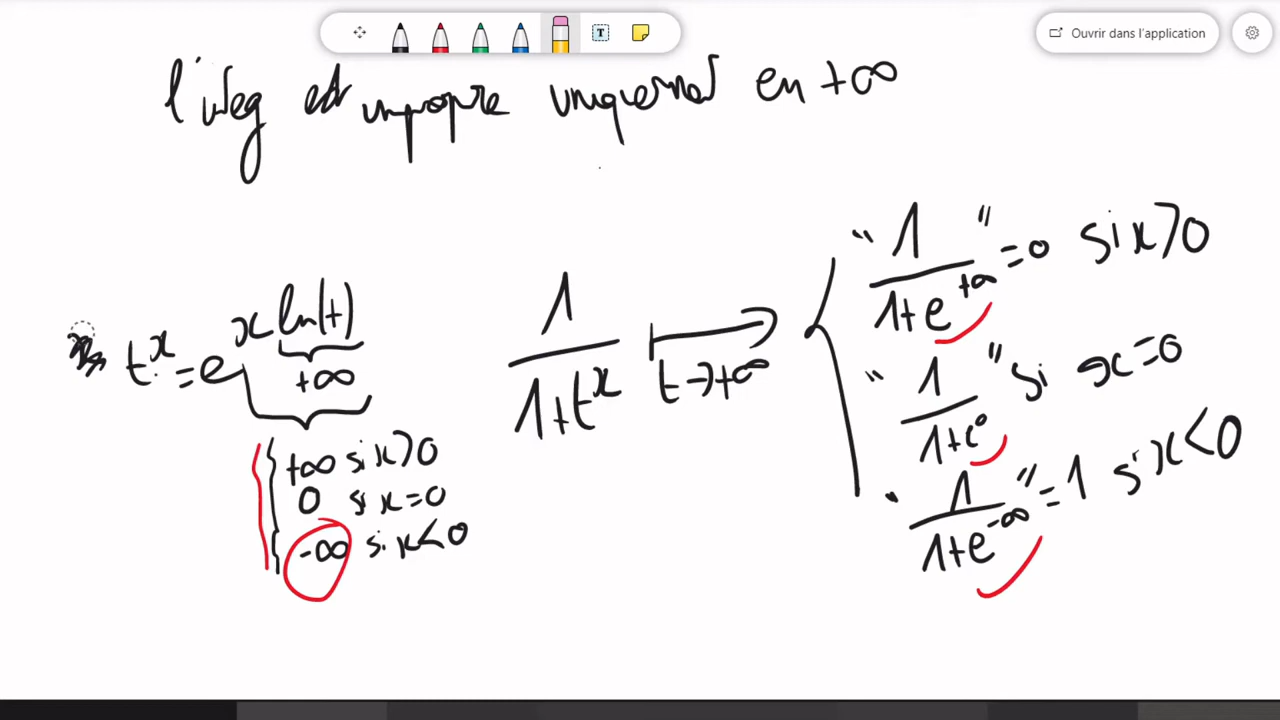 Ouvrir dans l'application
l'integ est impropre uniquement en +∞
t^x = e^{x ln(t)}
+∞
+∞ si x>0
0 si x=0
-∞ si x<0
1/(1+t^x) ⟼ t→+∞
" 1/(1+e^{+∞} " = 0 si x>0
" 1/(1+e^0) " si x=0
" 1/(1+e^{-∞}) " = 1 si x<0